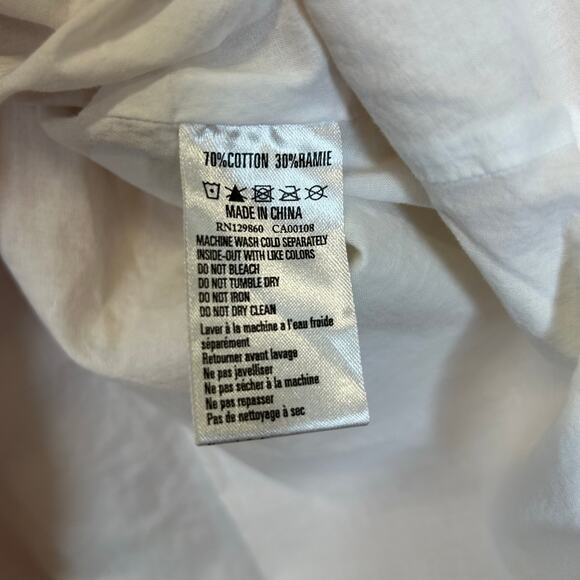 70%COTTON 30%RAMIE
MADE IN CHINA
RN129860 CA00108
MACHINE WASH COLD SEPARATELY
INSIDE-OUT WITH LIKE COLORS
DO NOT BLEACH
DO NOT TUMBLE DRY
DO NOT IRON
DO NOT DRY CLEAN
Laver à la machine a l'eau froide
séparément
Retourner avant lavage
Ne pas javelliser
Ne pas sécher à la machine
Ne pas repasser
Pas de nettoyage à sec